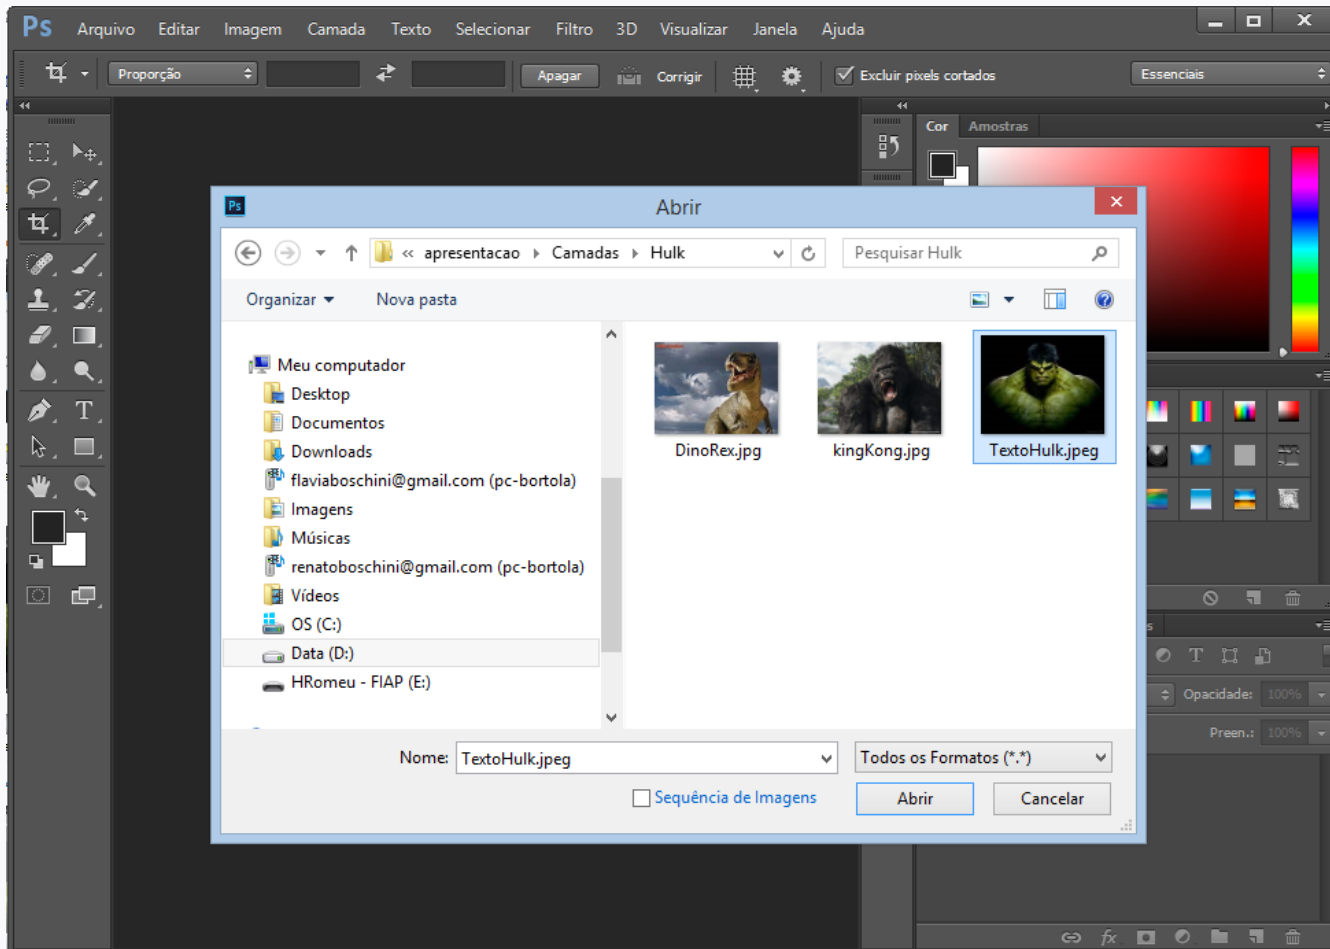 Ps Arquivo Editar Imagem Camada Texto Selecionar Filtro 3D Visualizar Janela Ajuda
Proporção Apagar Corrigir Excluir pixels cortados Essenciais
Cor Amostras
Ps Abrir
« apresentacao Camadas Hulk Pesquisar Hulk
Organizar Nova pasta
Meu computador
Desktop
Documentos
Downloads
flaviaboschini@gmail.com (pc-bortola)
Imagens
Músicas
renatoboschini@gmail.com (pc-bortola)
Vídeos
OS (C:)
Data (D:)
HRomeu - FIAP (E:)
DinoRex.jpg kingKong.jpg TextoHulk.jpeg
Nome: TextoHulk.jpeg Todos os Formatos (*.*)
Sequência de Imagens Abrir Cancelar
s
T
Opacidade: 100%
Preen.: 100%
fx